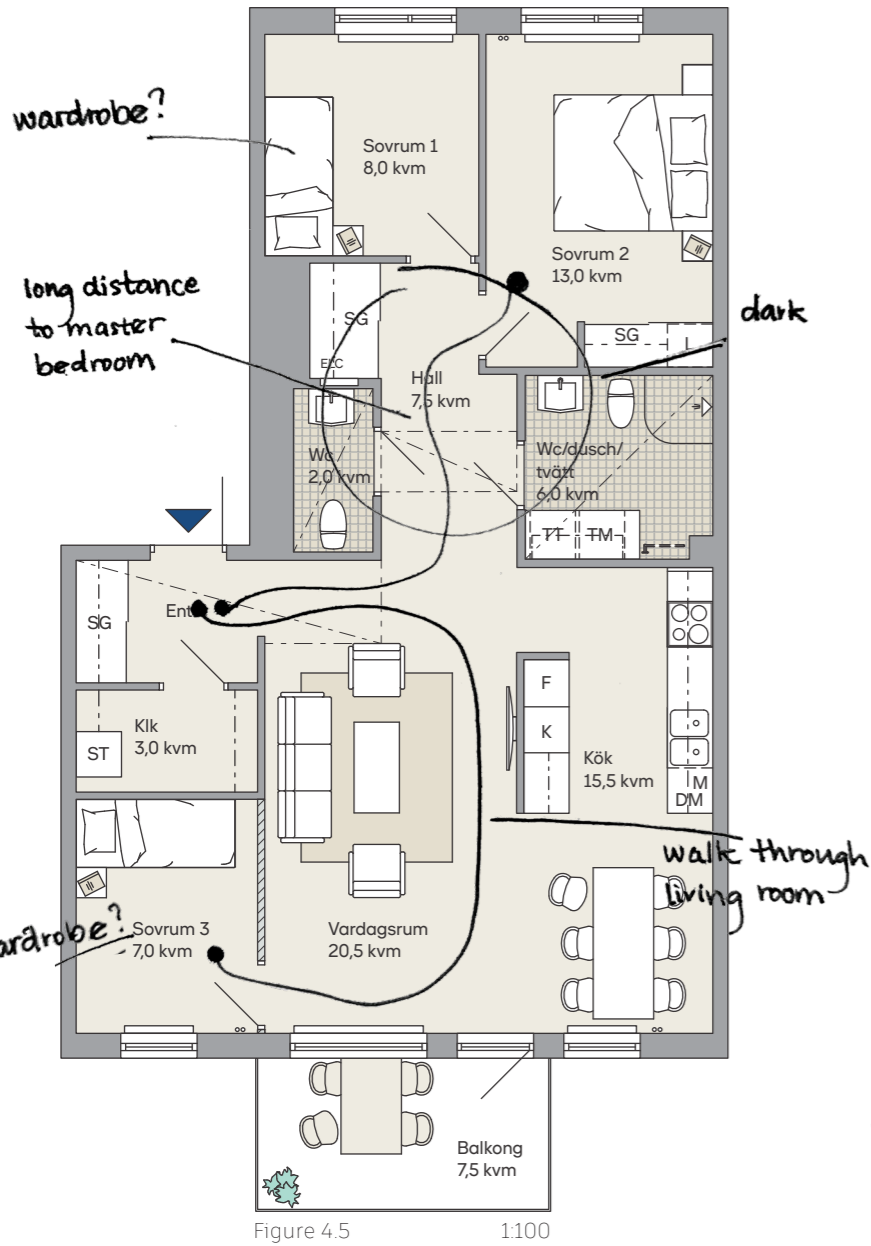 wardrobe?
Sovrum 1
8,0 kvm
Sovrum 2
13,0 kvm
long distance
to master
bedroom
dark
SG
ELC
SG
L
Hall
7,5 kvm
Wc
2,0 kvm
Wc/dusch/
tvätt
6,0 kvm
TT
TM
SG
F
K
Klk
3,0 kvm
ST
Kök
15,5 kvm
M
DM
walk through
living room
Sovrum 3
7,0 kvm
Vardagsrum
20,5 kvm
Balkong
7,5 kvm
Figure 4.5
1:100